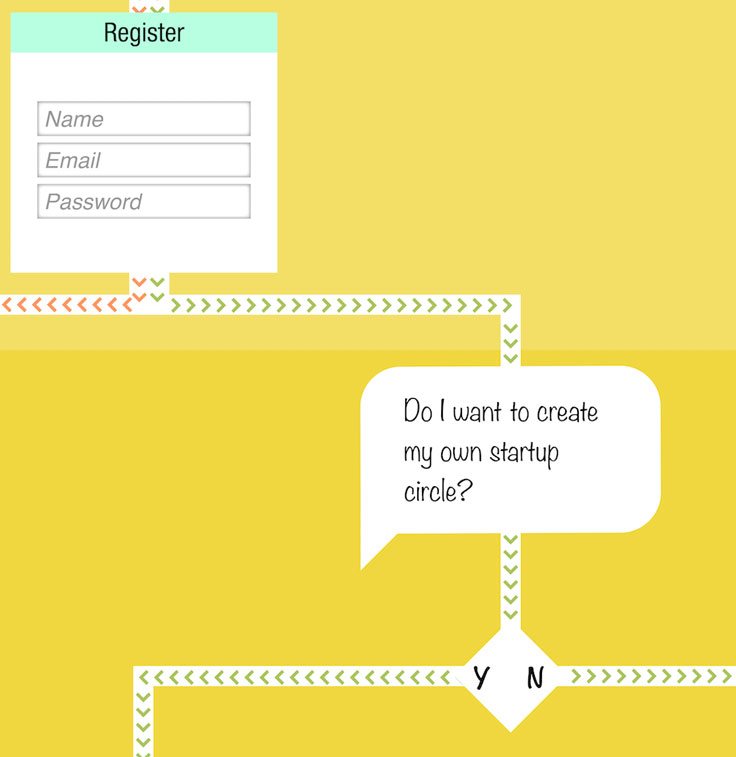 Register
Name
Email
Password
Do I want to create
my own startup
circle?
Y N